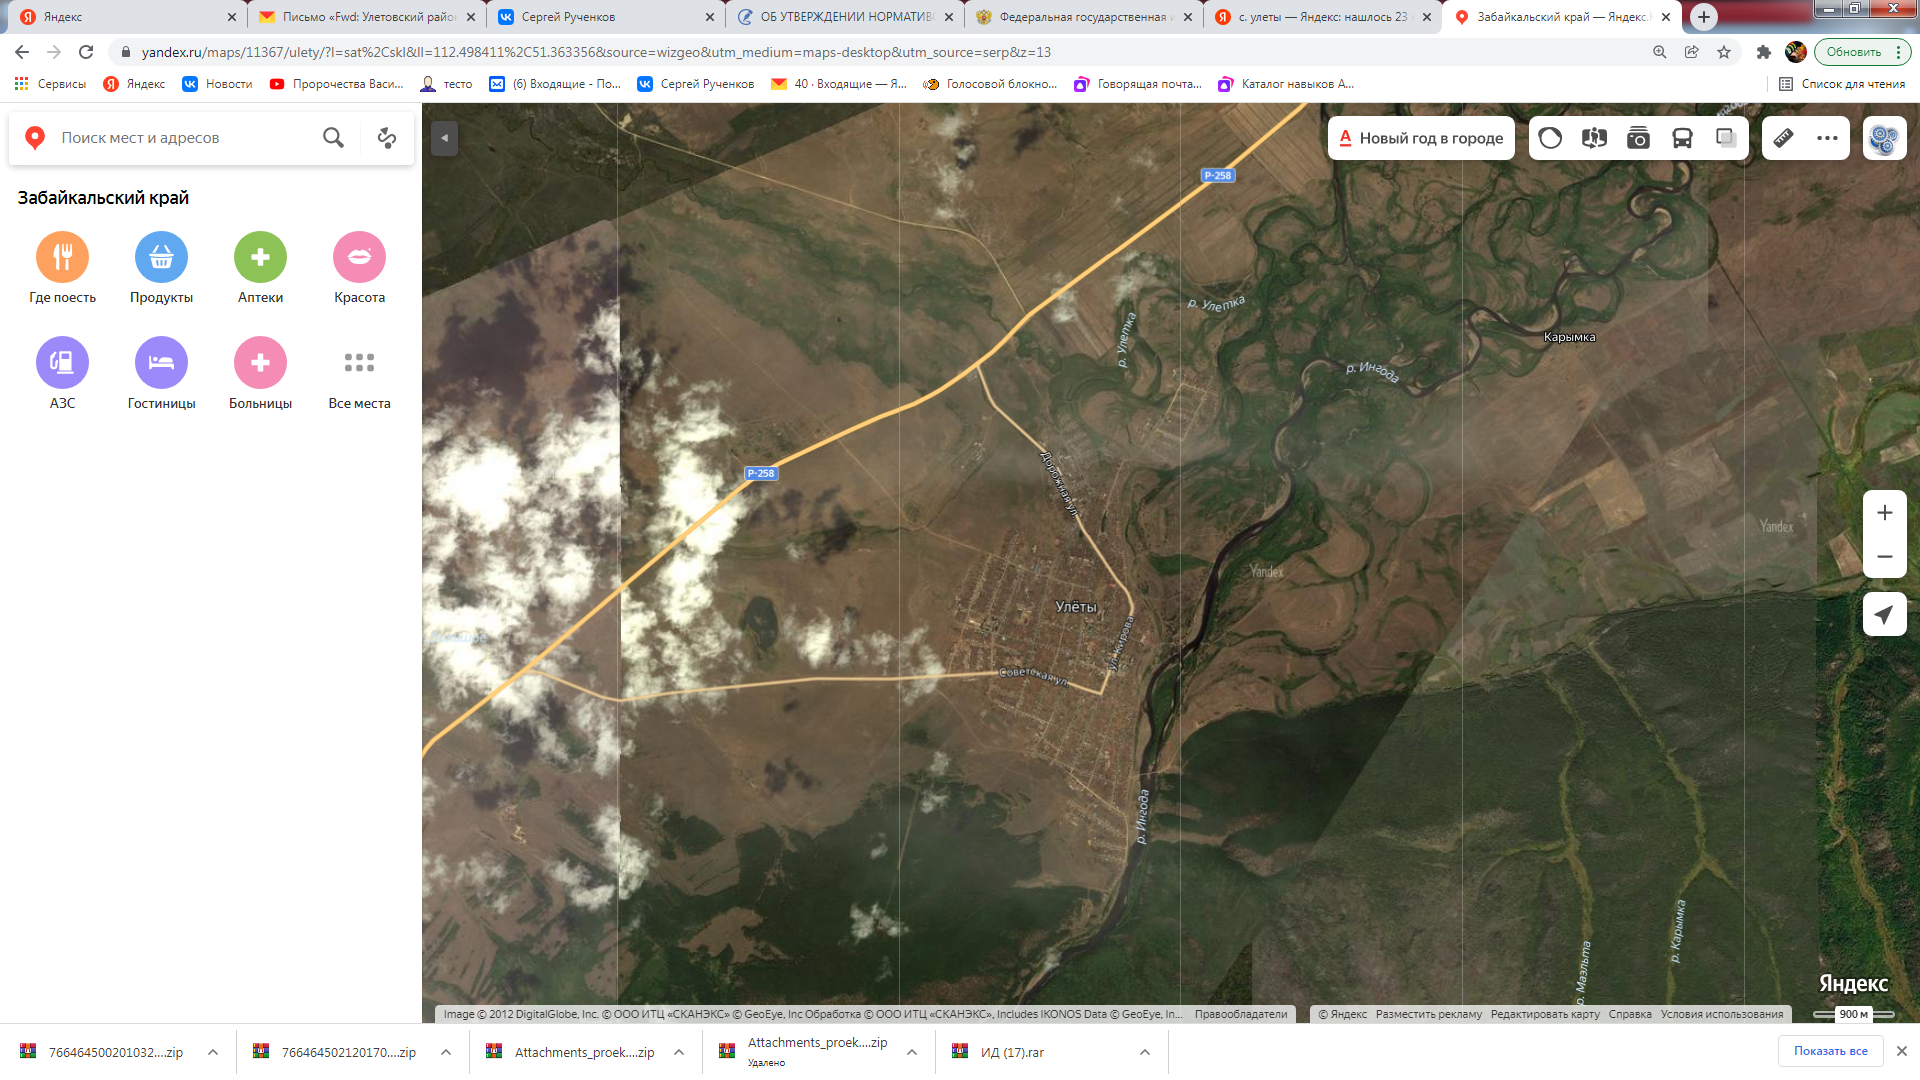 Яндекс
Письмо «Fwd: Улетовский райо
Сергей Рученков
ОБ УТВЕРЖДЕНИИ НОРМАТИВ
Федеральная государственная
с. улеты — Яндекс: нашлось 23
Забайкальский край — Яндекс.
yandex.ru/maps/11367/ulety/?l=sat%2Cskl&ll=112.498411%2C51.363356&source=wizgeo&utm_medium=maps-desktop&utm_source=serp&z=13
Обновить
Сервисы
Яндекс
Новости
Пророчества Васи...
тесто
(6) Входящие - По...
Сергей Рученков
40 · Входящие — Я...
Голосовой блокно...
Говорящая почта...
Каталог навыков А...
Список для чтения
Поиск мест и адресов
Новый год в городе
Забайкальский край
Где поесть
Продукты
Аптеки
Красота
АЗС
Гостиницы
Больницы
Все места
Р-258
р. Улетка
р. Улетка
Карымка
р. Ингода
Р-258
Дорожная ул.
Yandex
Yandex
Улёты
ул. Кирова
Советская ул.
р. Ингода
р. Маэльта
р. Карымка
Яндекс
Image © 2012 DigitalGlobe, Inc. © ООО ИТЦ «СКАНЭКС» © GeoEye, Inc Обработка © ООО ИТЦ «СКАНЭКС», Includes IKONOS Data © GeoEye, In...
Правообладатели
© Яндекс
Разместить рекламу
Редактировать карту
Справка
Условия использования
900 м
766464500201032....zip
766464502120170....zip
Attachments_proek....zip
Attachments_proek....zip
Удалено
ИД (17).rar
Показать все